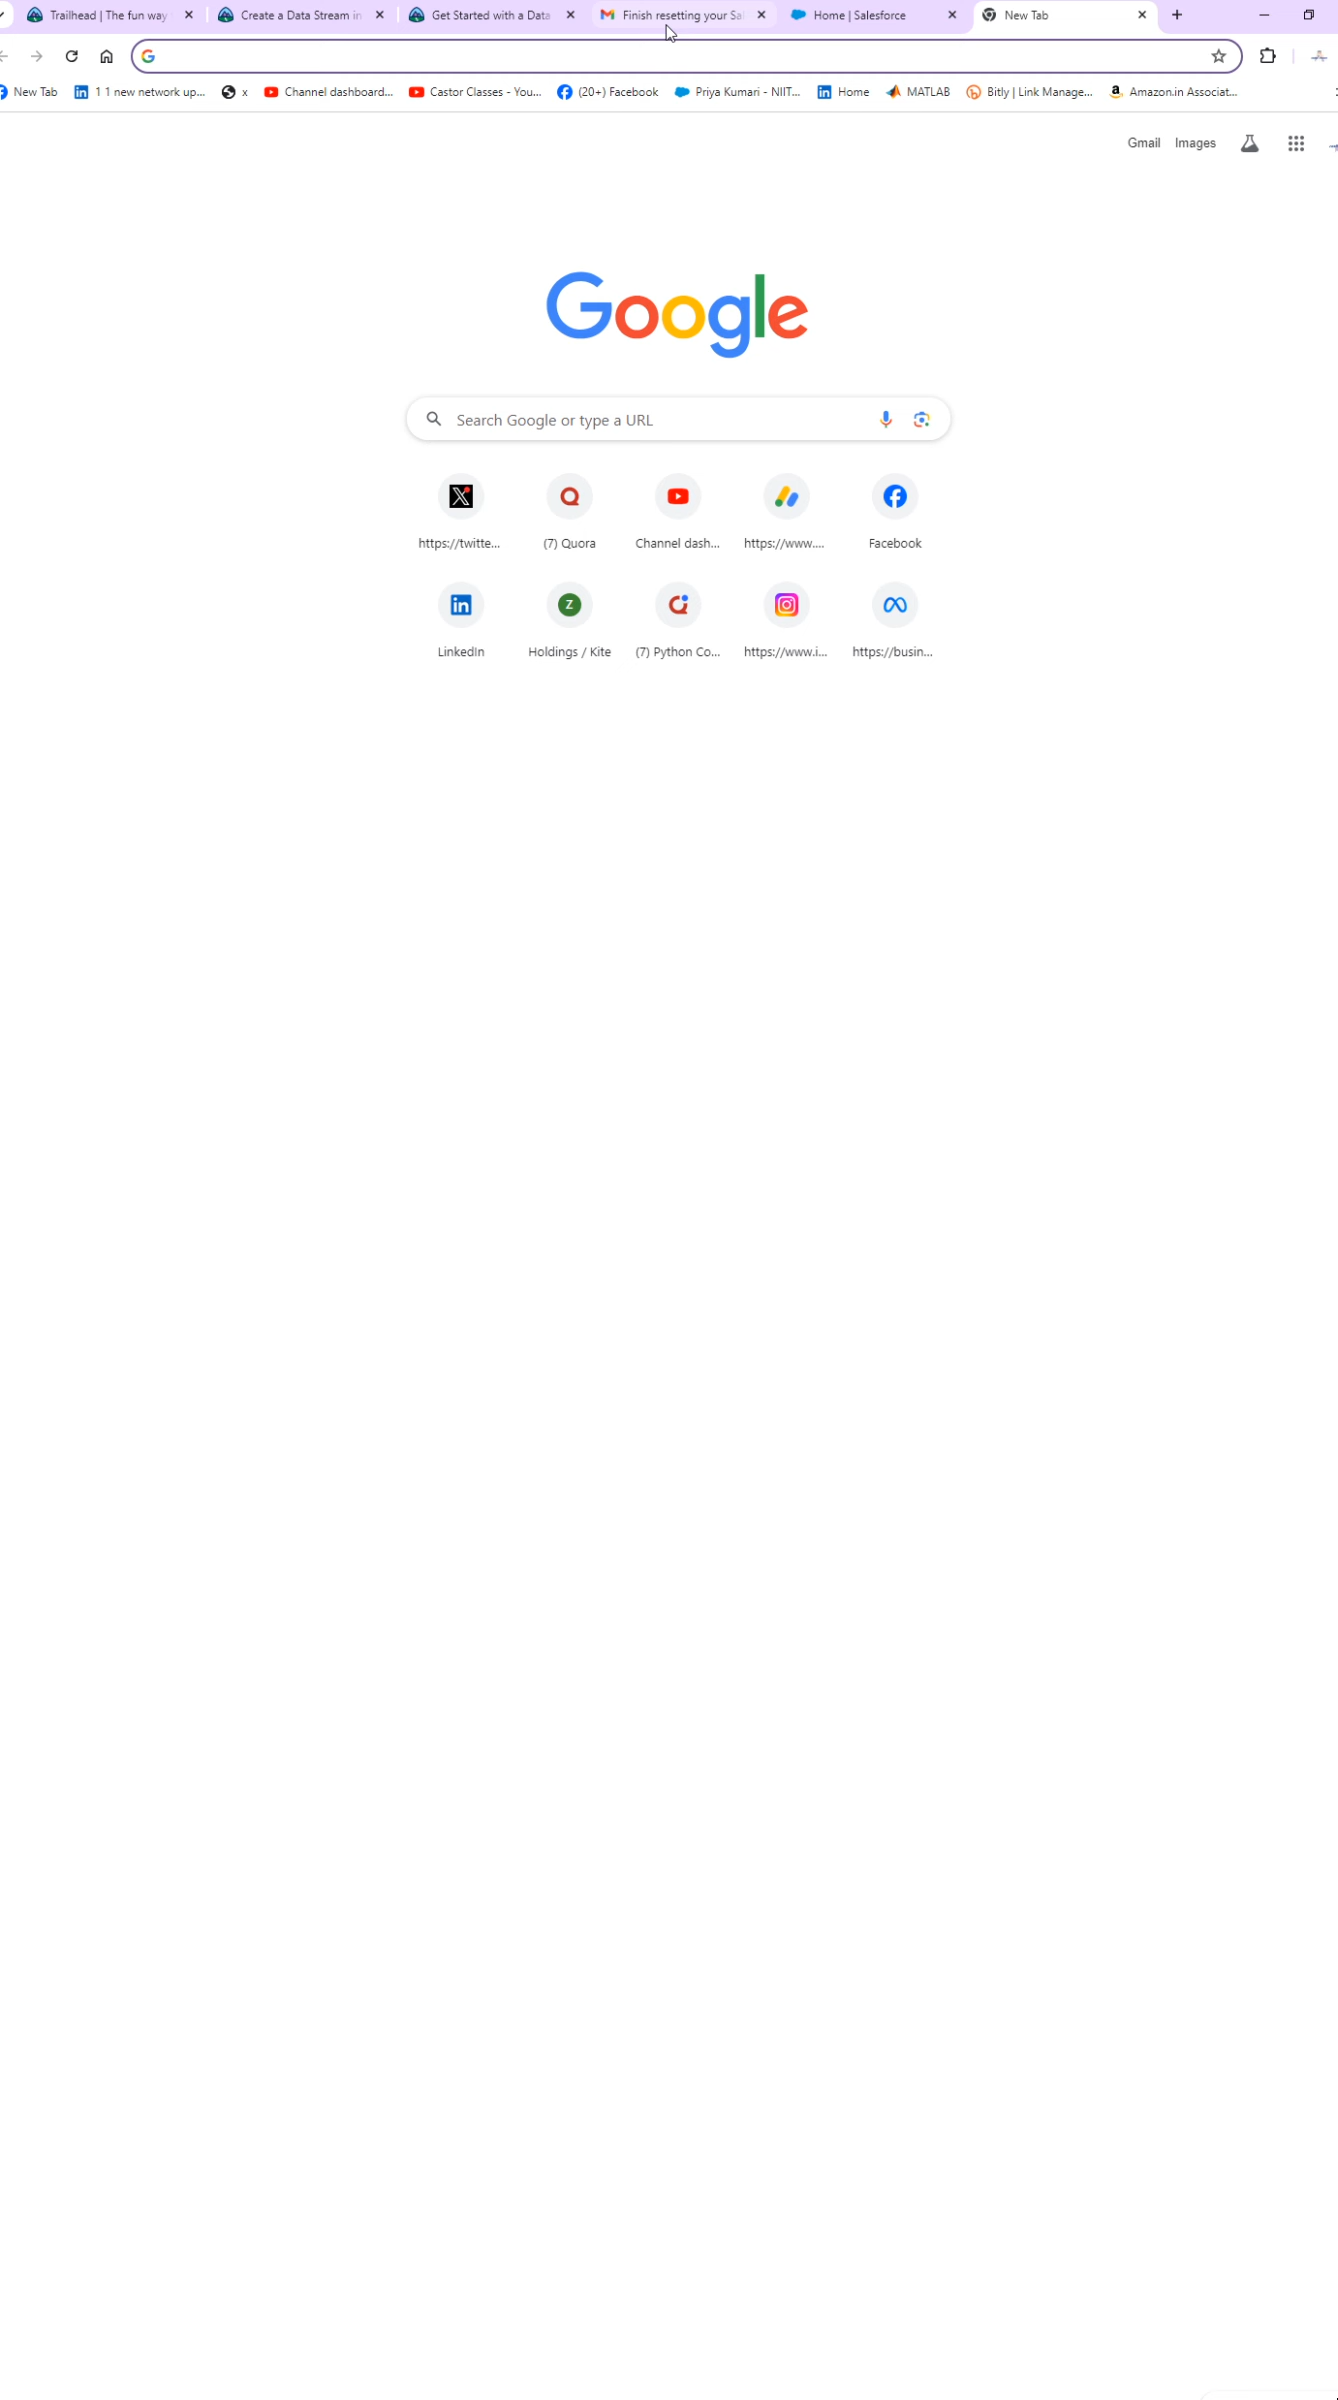 Trailhead | The fun way
Create a Data Stream in
Get Started with a Data
Finish resetting your Sal
Home | Salesforce
New Tab
New Tab
1 1 new network up...
x
Channel dashboard...
Castor Classes - You...
(20+) Facebook
Priya Kumari - NIIT...
Home
MATLAB
Bitly | Link Manage...
Amazon.in Associat...
Gmail Images
Google
Search Google or type a URL
https://twitte...
(7) Quora
Channel dash...
https://www....
Facebook
LinkedIn
Z
Holdings / Kite
(7) Python Co...
https://www.i...
https://busin...